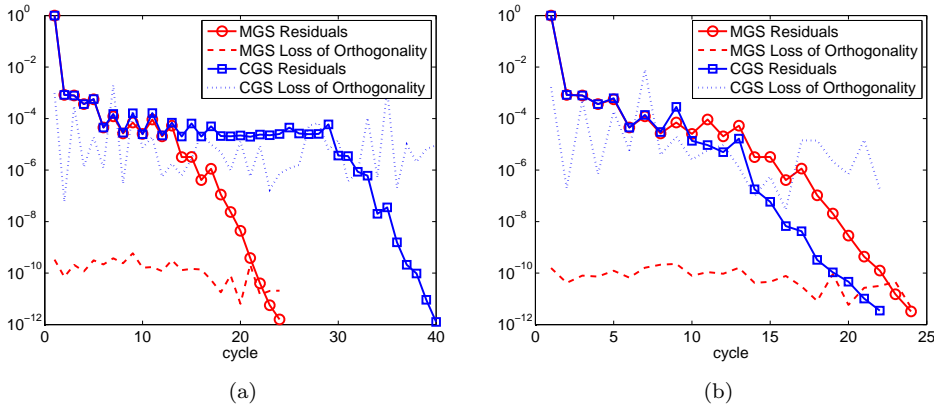 10^0
10^-2
10^-4
10^-6
10^-8
10^-10
10^-12
0 10 20 30 40
cycle
MGS Residuals
MGS Loss of Orthogonality
CGS Residuals
CGS Loss of Orthogonality
(a)
10^0
10^-2
10^-4
10^-6
10^-8
10^-10
10^-12
0 5 10 15 20 25
cycle
MGS Residuals
MGS Loss of Orthogonality
CGS Residuals
CGS Loss of Orthogonality
(b)